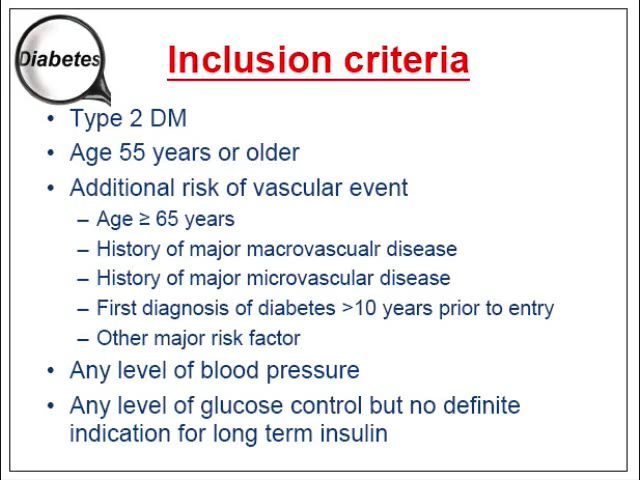 Diabetes
Inclusion criteria
• Type 2 DM
• Age 55 years or older
• Additional risk of vascular event
– Age ≥ 65 years
– History of major macrovascualr disease
– History of major microvascular disease
– First diagnosis of diabetes >10 years prior to entry
– Other major risk factor
• Any level of blood pressure
• Any level of glucose control but no definite
indication for long term insulin